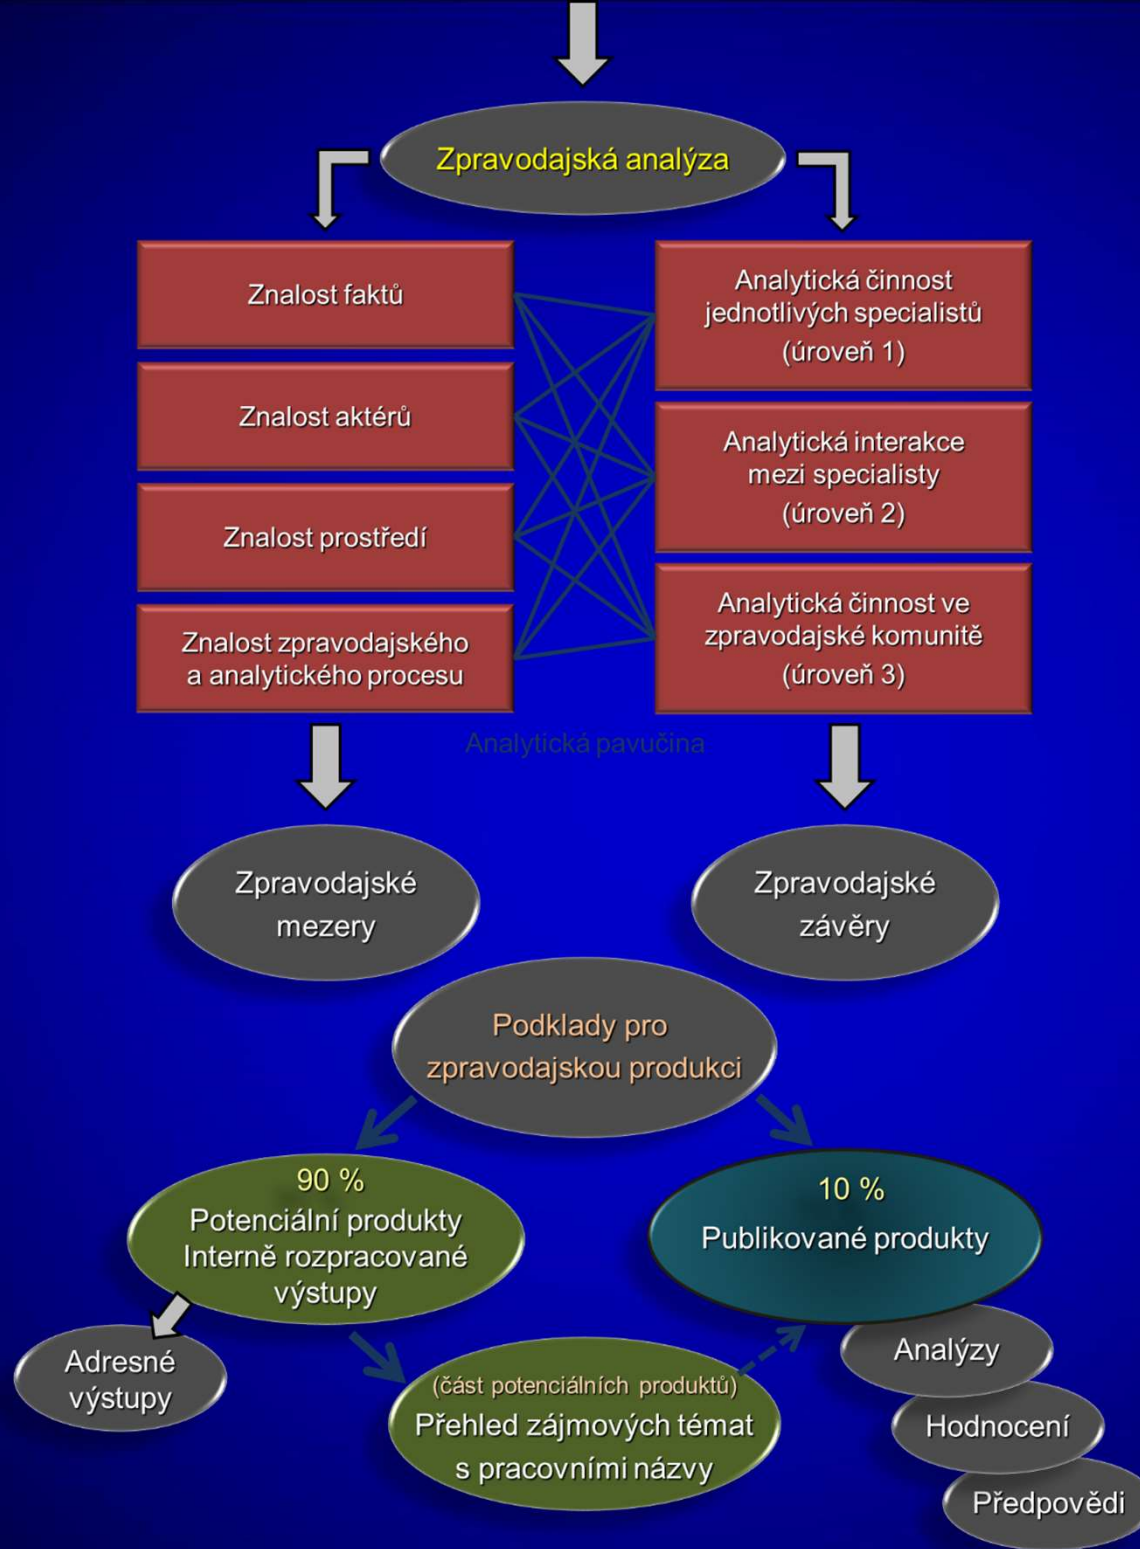 Zpravodajská analýza
Znalost faktů
Znalost aktérů
Znalost prostředí
Znalost zpravodajského
a analytického procesu
Analytická činnost
jednotlivých specialistů
(úroveň 1)
Analytická interakce
mezi specialisty
(úroveň 2)
Analytická činnost ve
zpravodajské komunitě
(úroveň 3)
Analytická pavučina
Zpravodajské
mezery
Zpravodajské
závěry
Podklady pro
zpravodajskou produkci
90 %
Potenciální produkty
Interně rozpracované
výstupy
10 %
Publikované produkty
Adresné
výstupy
(část potenciálních produktů)
Přehled zájmových témat
s pracovními názvy
Analýzy
Hodnocení
Předpovědi